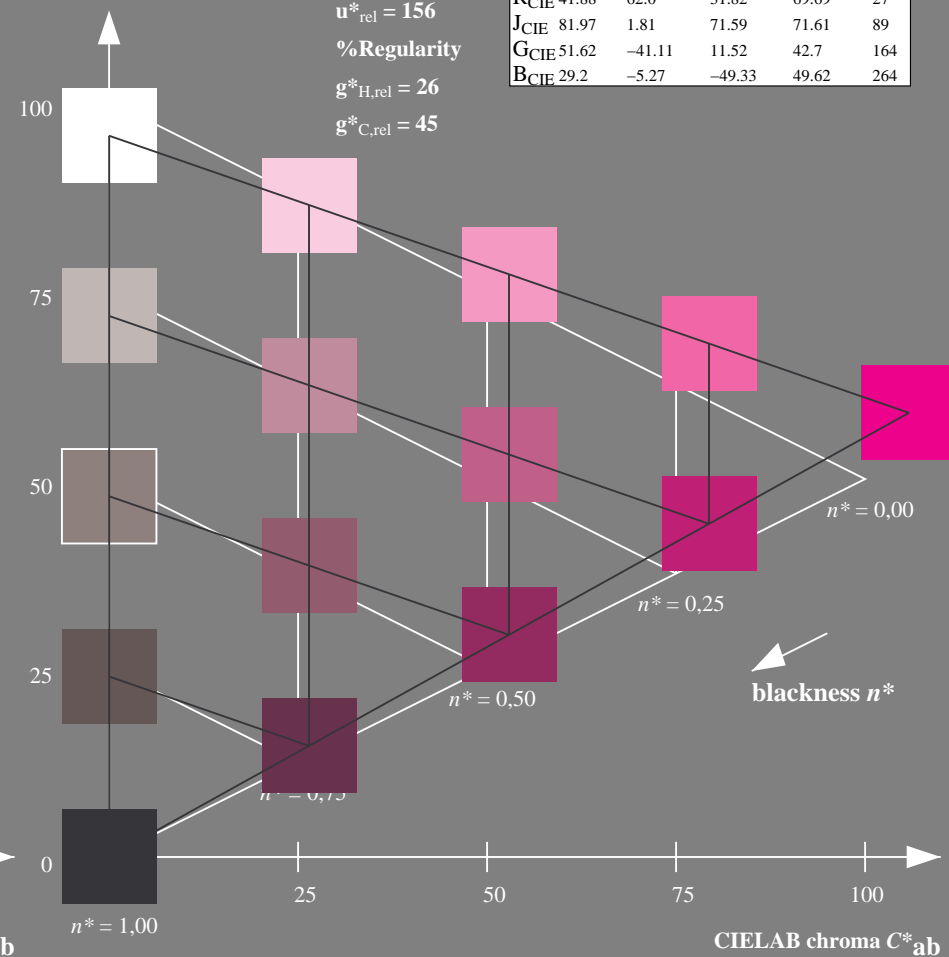 u*rel = 156
%Regularity
g*H,rel = 26
g*C,rel = 45
JCIE 81.97 1.81 71.59 71.61 89
GCIE 51.62 −41.11 11.52 42.7 164
BCIE 29.2 −5.27 −49.33 49.62 264
100
75
50
25
0
n* = 0,00
n* = 0,25
blackness n*
n* = 0,50
n* = 0,75
n* = 1,00
25 50 75 100
b
CIELAB chroma C*ab